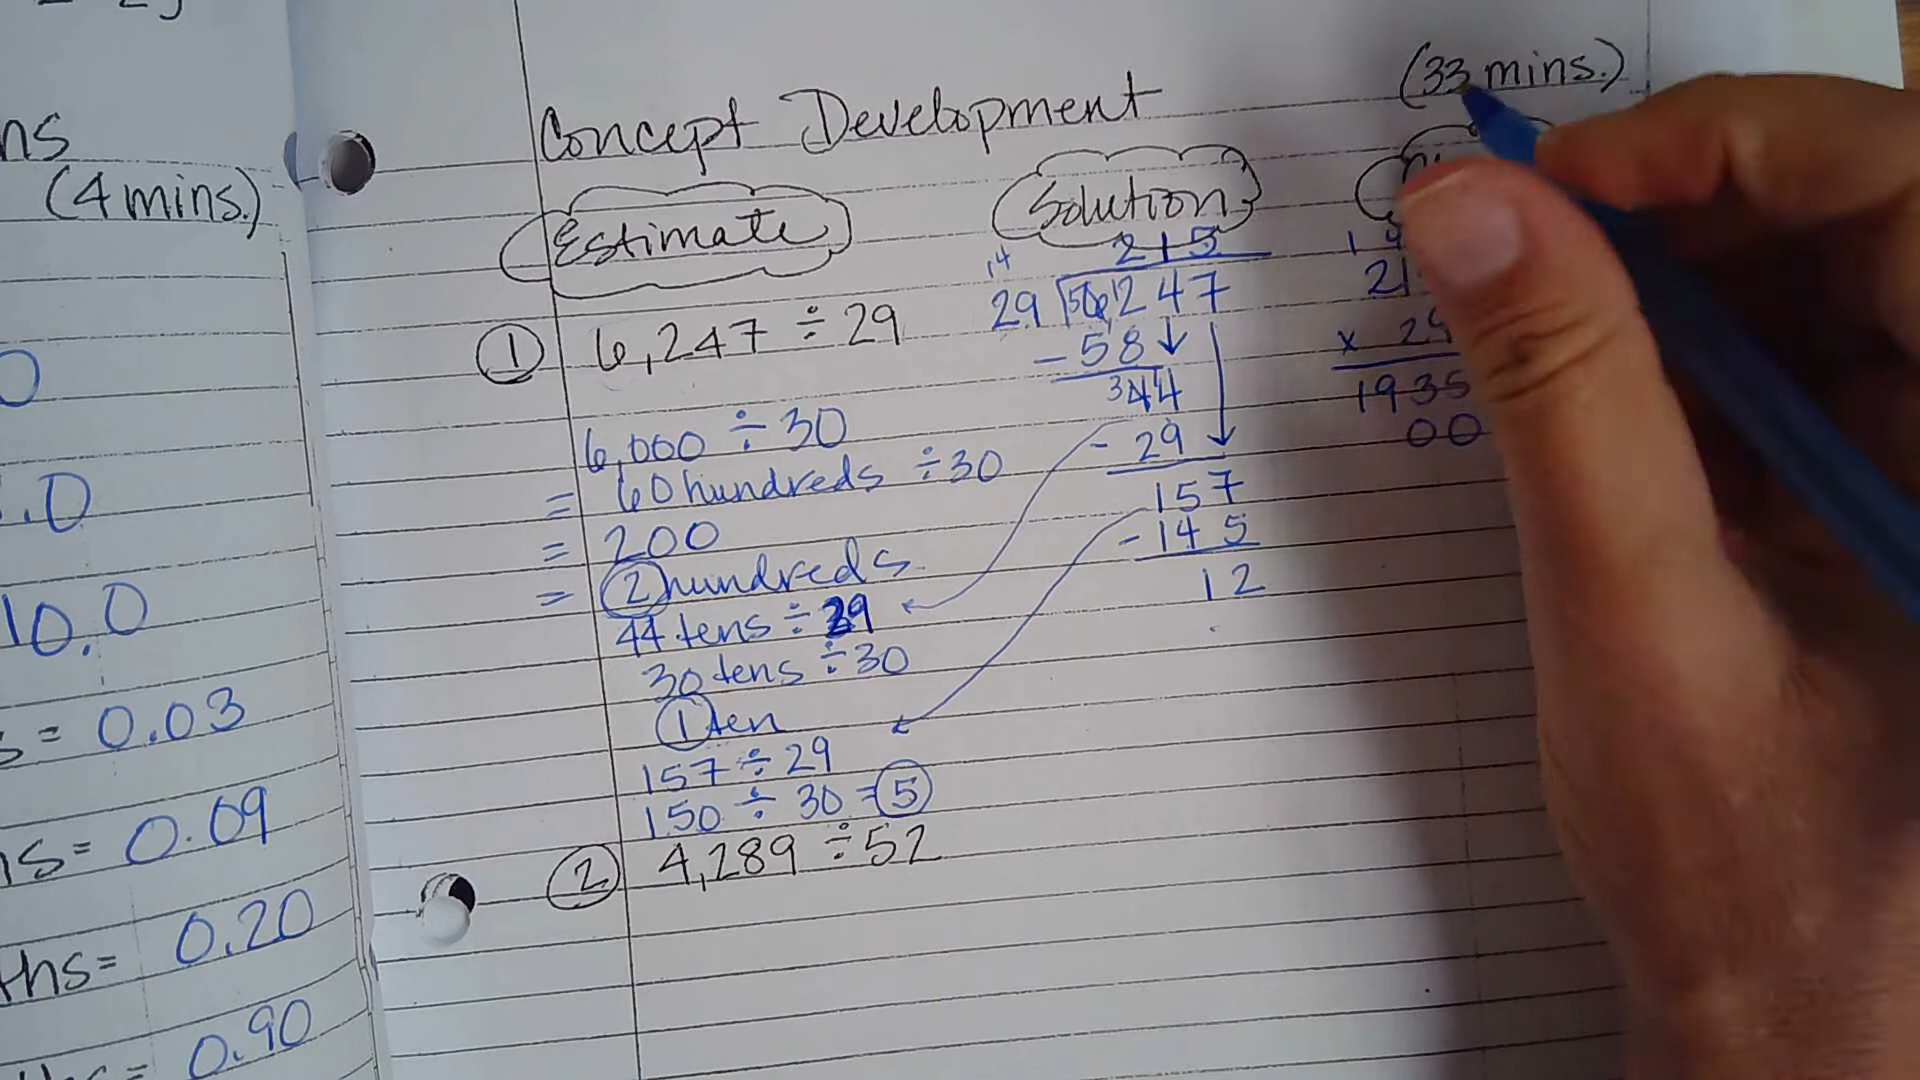 ns
(4 mins.)
.0
10.0
= 0.03
= 0.09
ths= 0.20
= 0.90
Concept Development
(33 mins.)
Estimate
Solution
① 6,247 ÷ 29
6,000 ÷ 30
= 60 hundreds ÷ 30
= 200
= 2 hundreds
44 tens ÷ 29
30 tens ÷ 30
1 ten
157 ÷ 29
150 ÷ 30 = 5
② 4,289 ÷ 52
14
215
29 6247
- 58
344
- 29
157
- 145
12
x 2
1935
00